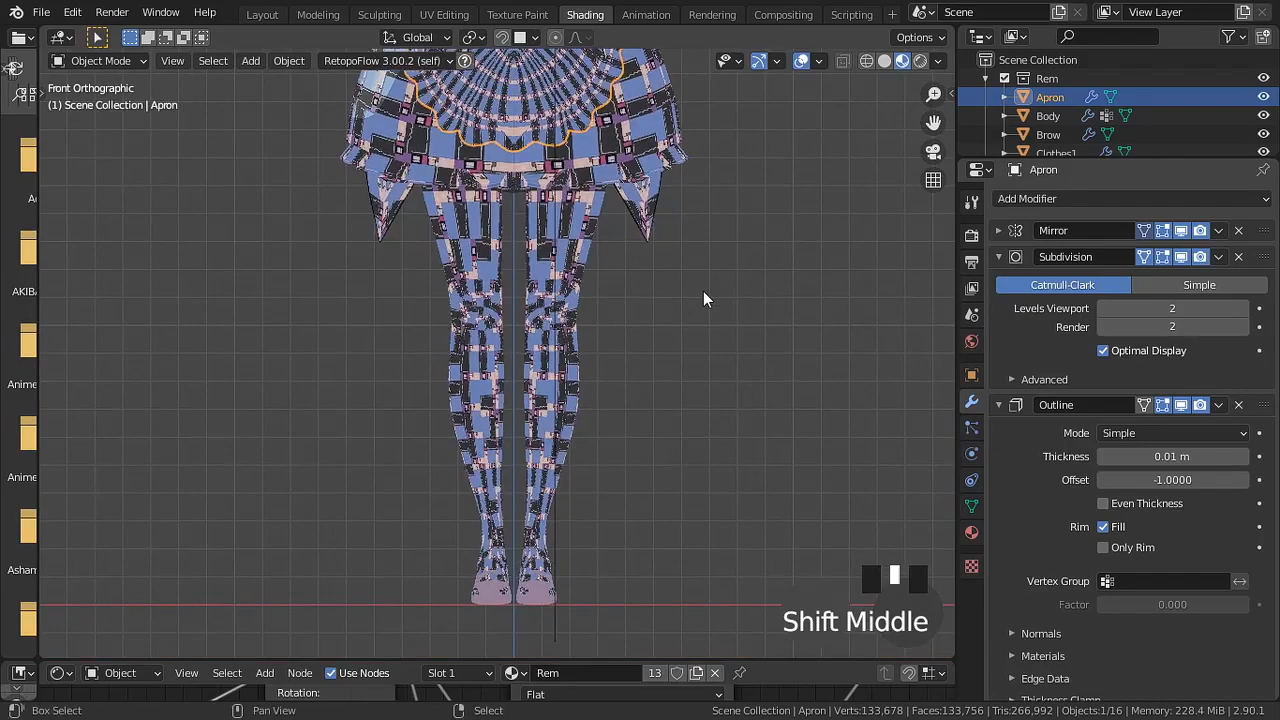 File Edit Render Window Help
Layout Modeling Sculpting UV Editing Texture Paint Shading Animation Rendering Compositing Scripting
Scene
View Layer
Global
Options
Object Mode View Select Add Object RetopoFlow 3.00.2 (self)
Front Orthographic
(1) Scene Collection | Apron
Scene Collection
Rem
Apron
Body
Brow
Clothes1
Apron
Add Modifier
Mirror
Subdivision
Catmull-Clark Simple
Levels Viewport 2
Render 2
Optimal Display
Advanced
Outline
Mode Simple
Thickness 0.01 m
Offset -1.0000
Even Thickness
Rim Fill
Only Rim
Vertex Group
Factor 0.000
Normals
Materials
Edge Data
Thickness Clamp
AKIBA
Anime
Anime
Asham
Shift Middle
Object View Select Add Node Use Nodes Slot 1 Rem 13
Rotation:
Flat
Box Select Pan View Select
Scene Collection | Apron | Verts:133,678 | Faces:133,756 | Tris:266,992 | Objects:1/16 | Memory: 228.4 MiB | 2.90.1